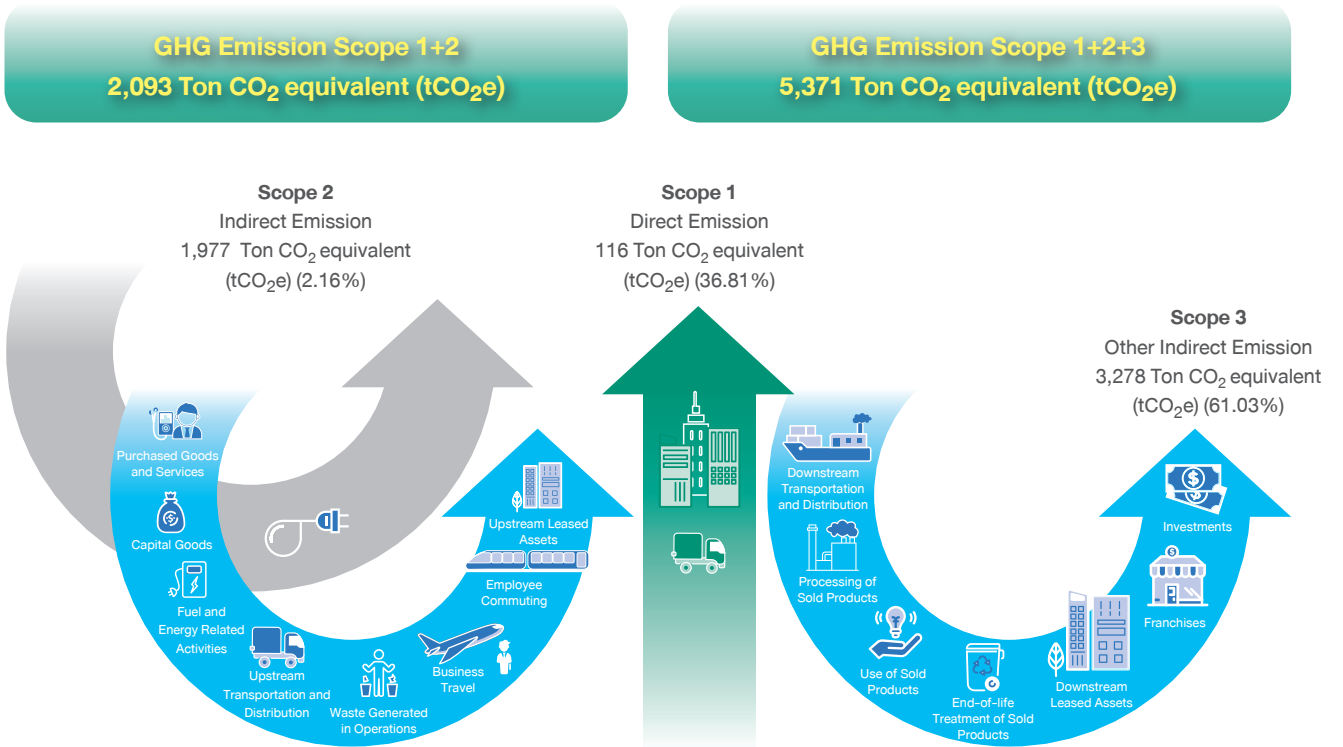 GHG Emission Scope 1+2
2,093 Ton CO₂ equivalent (tCO₂e)
GHG Emission Scope 1+2+3
5,371 Ton CO₂ equivalent (tCO₂e)
Scope 2
Indirect Emission
1,977 Ton CO₂ equivalent
(tCO₂e) (2.16%)
Scope 1
Direct Emission
116 Ton CO₂ equivalent
(tCO₂e) (36.81%)
Scope 3
Other Indirect Emission
3,278 Ton CO₂ equivalent
(tCO₂e) (61.03%)
Purchased Goods
and Services
Capital Goods
Fuel and
Energy Related
Activities
Upstream
Transportation and
Distribution
Waste Generated
in Operations
Business
Travel
Employee
Commuting
Upstream Leased
Assets
Downstream
Transportation
and Distribution
Processing of
Sold Products
Use of Sold
Products
End-of-life
Treatment of Sold
Products
Downstream
Leased Assets
Franchises
Investments